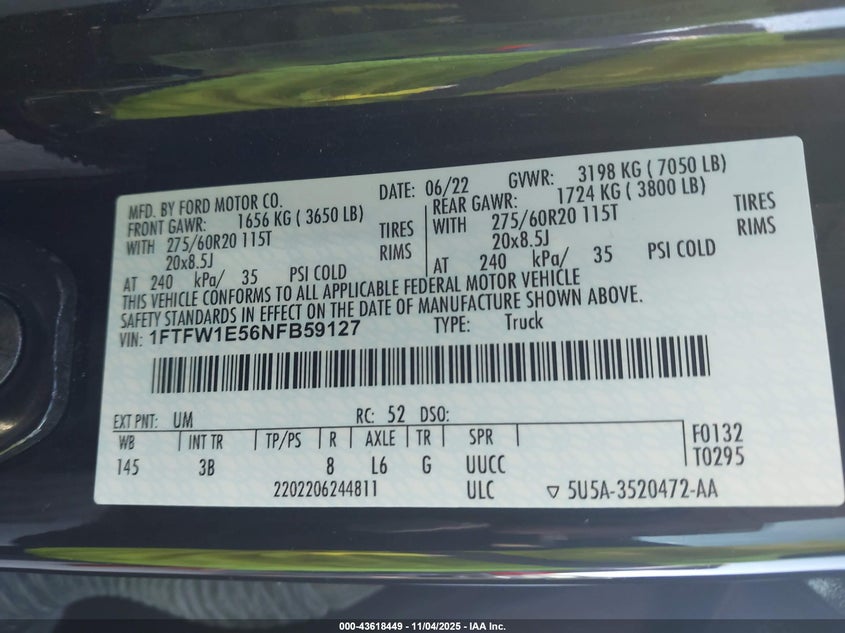 MFD. BY FORD MOTOR CO. DATE: 06/22 GVWR: 3198 KG ( 7050 LB)
FRONT GAWR: 1656 KG ( 3650 LB) REAR GAWR: 1724 KG ( 3800 LB)
WITH 275/60R20 115T TIRES WITH 275/60R20 115T TIRES
20x8.5J RIMS 20x8.5J RIMS
AT 240 kPa/ 35 PSI COLD AT 240 kPa/ 35 PSI COLD
THIS VEHICLE CONFORMS TO ALL APPLICABLE FEDERAL MOTOR VEHICLE
SAFETY STANDARDS IN EFFECT ON THE DATE OF MANUFACTURE SHOWN ABOVE.
VIN: 1FTFW1E56NFB59127 TYPE: Truck
EXT PNT: UM RC: 52 DSO:
WB INT TR TP/PS R AXLE TR SPR F0132
145 3B 8 L6 G UUCC T0295
2202206244811 ULC ▽ 5U5A-3520472-AA
000-43618449 - 11/04/2025 - IAA Inc.